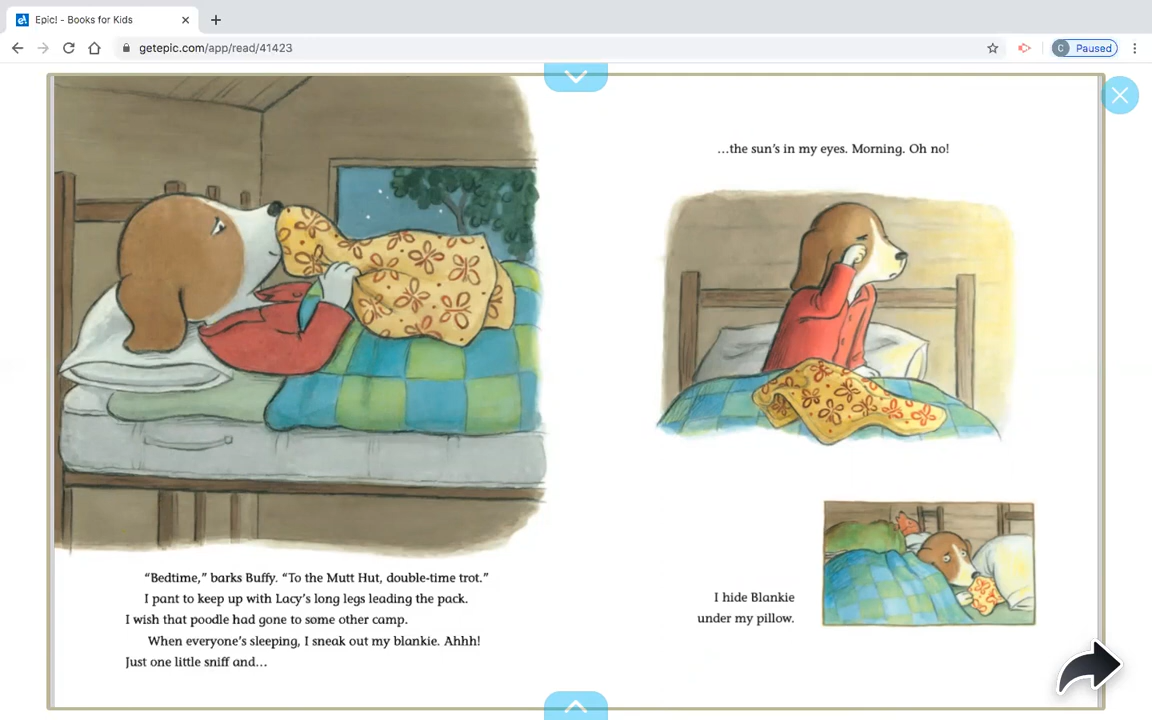 Epic! - Books for Kids
getepic.com/app/read/41423
C Paused
“Bedtime,” barks Buffy. “To the Mutt Hut, double-time trot.”
I pant to keep up with Lacy’s long legs leading the pack.
I wish that poodle had gone to some other camp.
When everyone’s sleeping, I sneak out my blankie. Ahhh!
Just one little sniff and...
...the sun’s in my eyes. Morning. Oh no!
I hide Blankie
under my pillow.